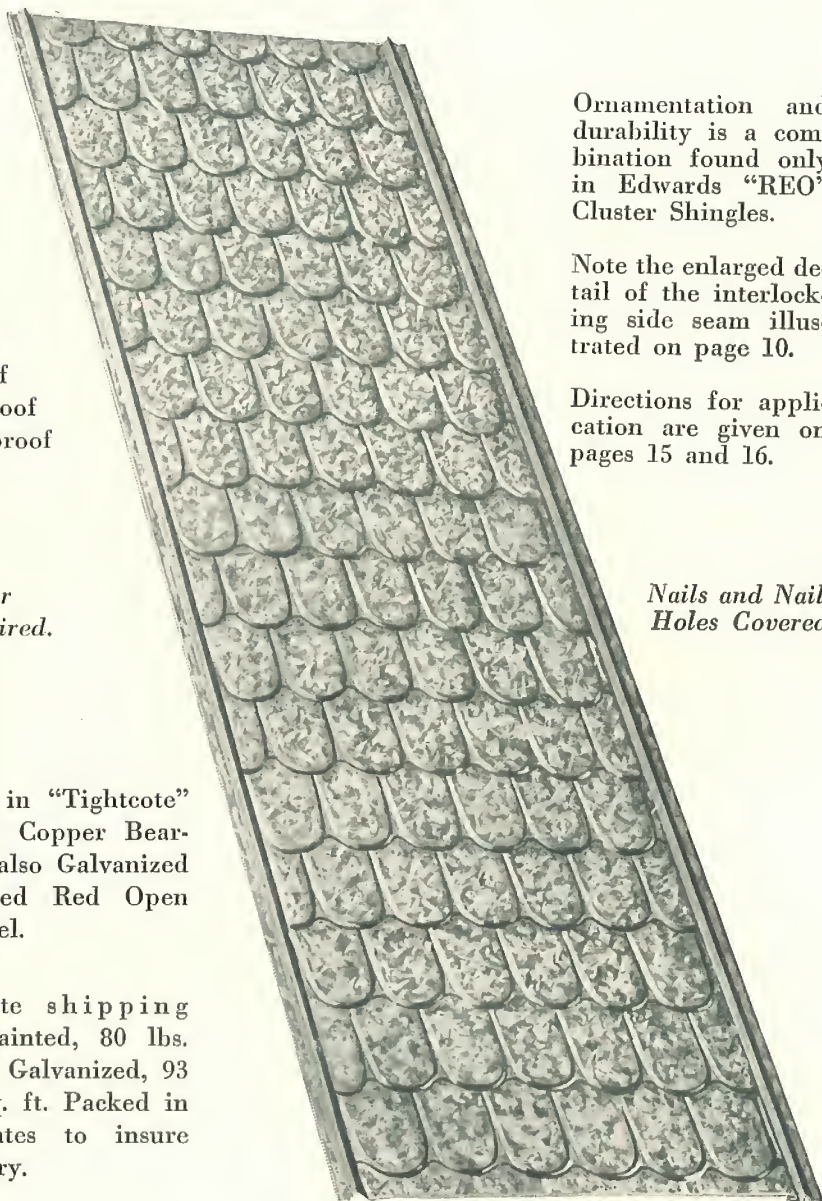 Ornamentation and
durability is a com
bination found only
in Edwards “REO”
Cluster Shingles.
Note the enlarged de-
tail of the interlock-
ing side seam illus-
trated on page 10.
Directions for appli-
cation are given on
pages 15 and 16.
Nails and Nail
Holes Covered
f
oof
roof
r
ired.
in “Tightcote”
Copper Bear-
also Galvanized
ed Red Open
el.
te shipping
ainted, 80 lbs.
Galvanized, 93
. ft. Packed in
tes to insure
ry.